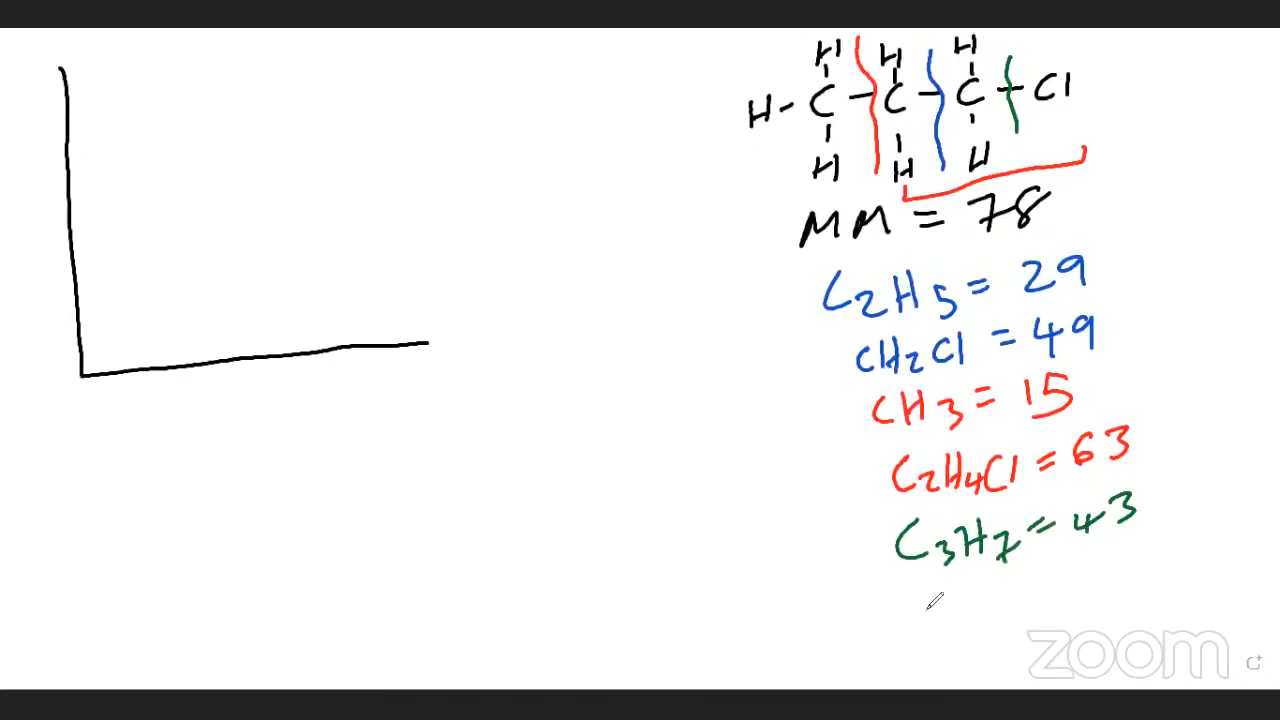 H H H
H - C - C - C - Cl
H H H
MM = 78
C2H5 = 29
CH2Cl = 49
CH3 = 15
C2H4Cl = 63
C3H7 = 43
zoom